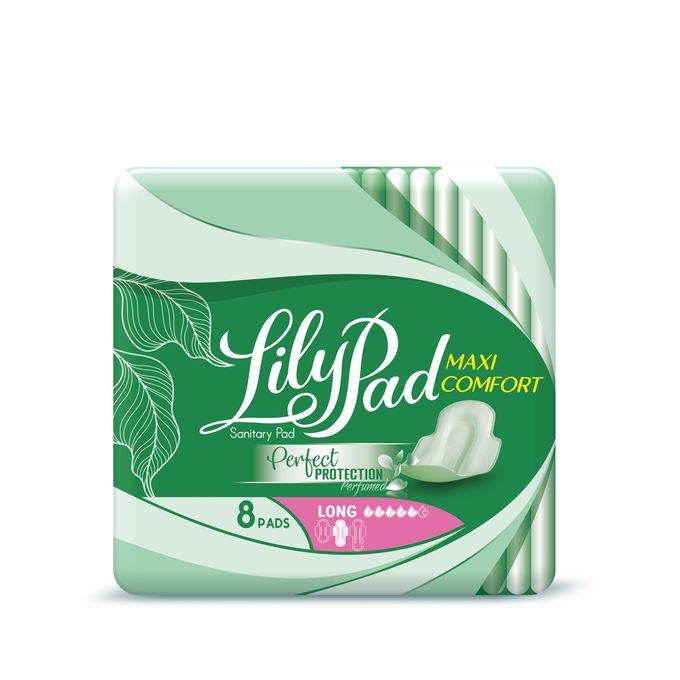 Lily Pad
MAXI
COMFORT
Sanitary Pad
Perfect
PROTECTION
Perfumed
8 PADS
LONG